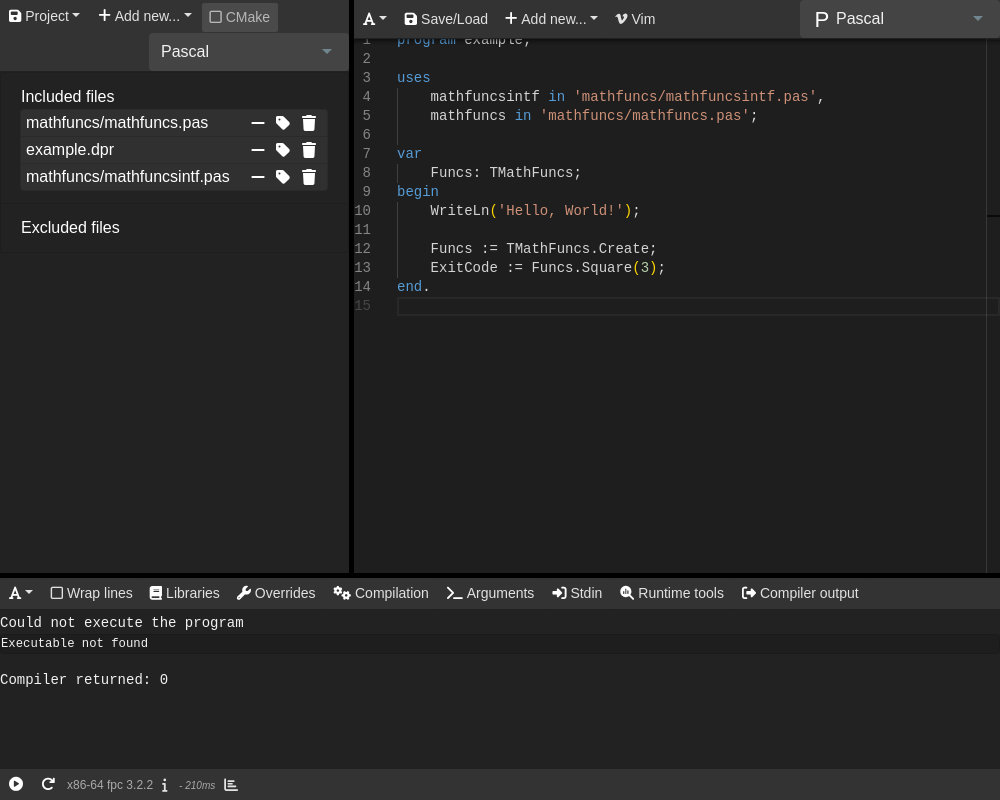 Project
Add new...
CMake
Pascal
Included files
mathfuncs/mathfuncs.pas
example.dpr
mathfuncs/mathfuncsintf.pas
Excluded files
A
Save/Load
Add new...
Vim
Pascal
1 program example;
2
3 uses
4 mathfuncsintf in 'mathfuncs/mathfuncsintf.pas',
5 mathfuncs in 'mathfuncs/mathfuncs.pas';
6
7 var
8 Funcs: TMathFuncs;
9 begin
10 WriteLn('Hello, World!');
11
12 Funcs := TMathFuncs.Create;
13 ExitCode := Funcs.Square(3);
14 end.
15
A
Wrap lines
Libraries
Overrides
Compilation
Arguments
Stdin
Runtime tools
Compiler output
Could not execute the program
Executable not found
Compiler returned: 0
x86-64 fpc 3.2.2
- 210ms